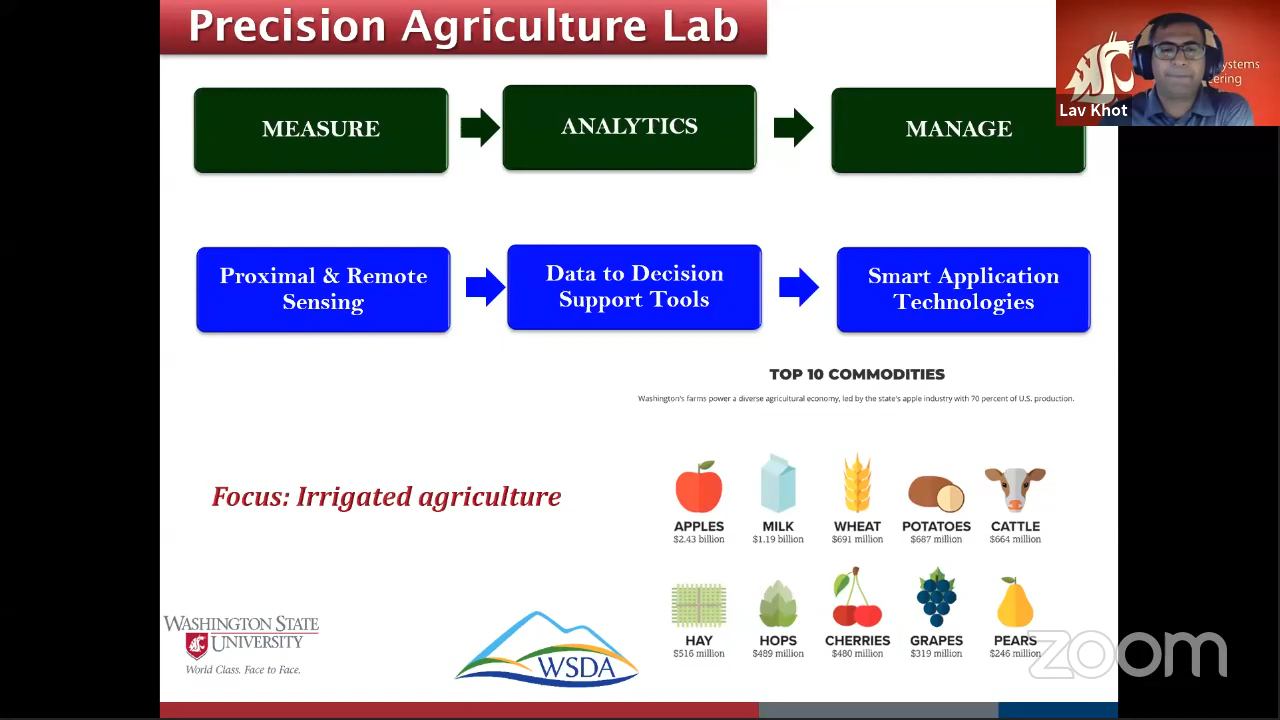 Precision Agriculture Lab
ystems
ering
Lav Khot
MEASURE
ANALYTICS
MANAGE
Proximal & Remote
Sensing
Data to Decision
Support Tools
Smart Application
Technologies
TOP 10 COMMODITIES
Washington's farms power a diverse agricultural economy, led by the state's apple industry with 70 percent of U.S. production.
Focus: Irrigated agriculture
APPLES
$2.43 billion
MILK
$1.19 billion
WHEAT
$691 million
POTATOES
$687 million
CATTLE
$664 million
HAY
$516 million
HOPS
$489 million
CHERRIES
$480 million
GRAPES
$319 million
PEARS
$246 million
WASHINGTON STATE
UNIVERSITY
World Class. Face to Face.
WSDA
zoom